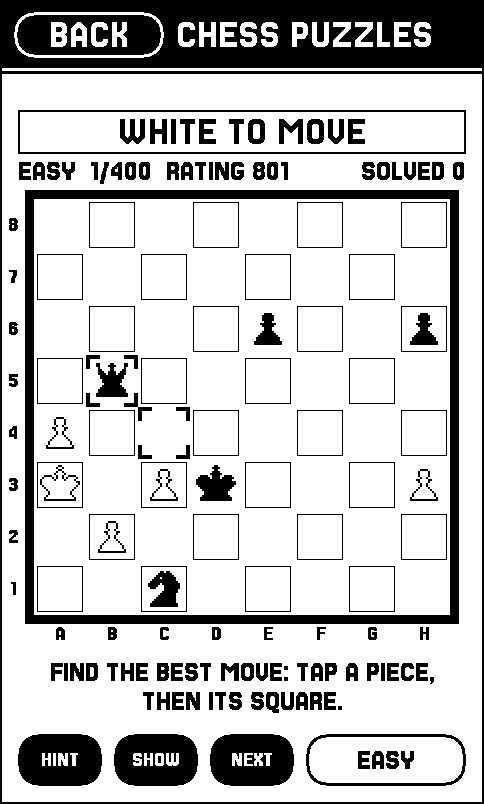 BACK CHESS PUZZLES
WHITE TO MOVE
EASY 1/400 RATING 801 SOLVED 0
8
7
6
5
4
3
2
1
A B C D E F G H
FIND THE BEST MOVE: TAP A PIECE,
THEN ITS SQUARE.
HINT SHOW NEXT EASY